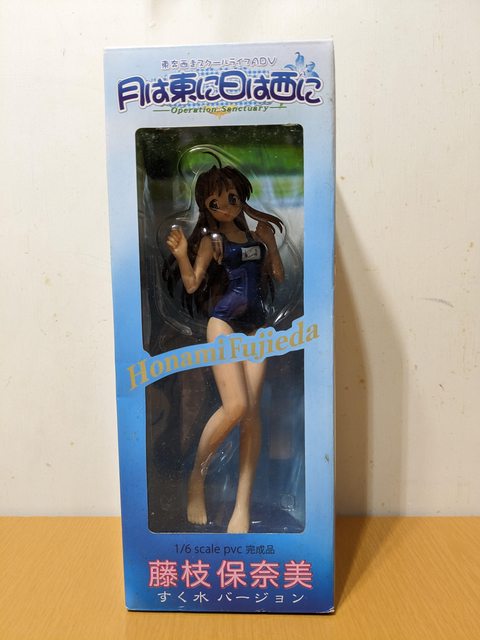 月は東に日は西に
Operation Sanctuary
Honami Fujieda
1/6 scale pvc 完成品
藤枝 保奈美
すく水 バージョン